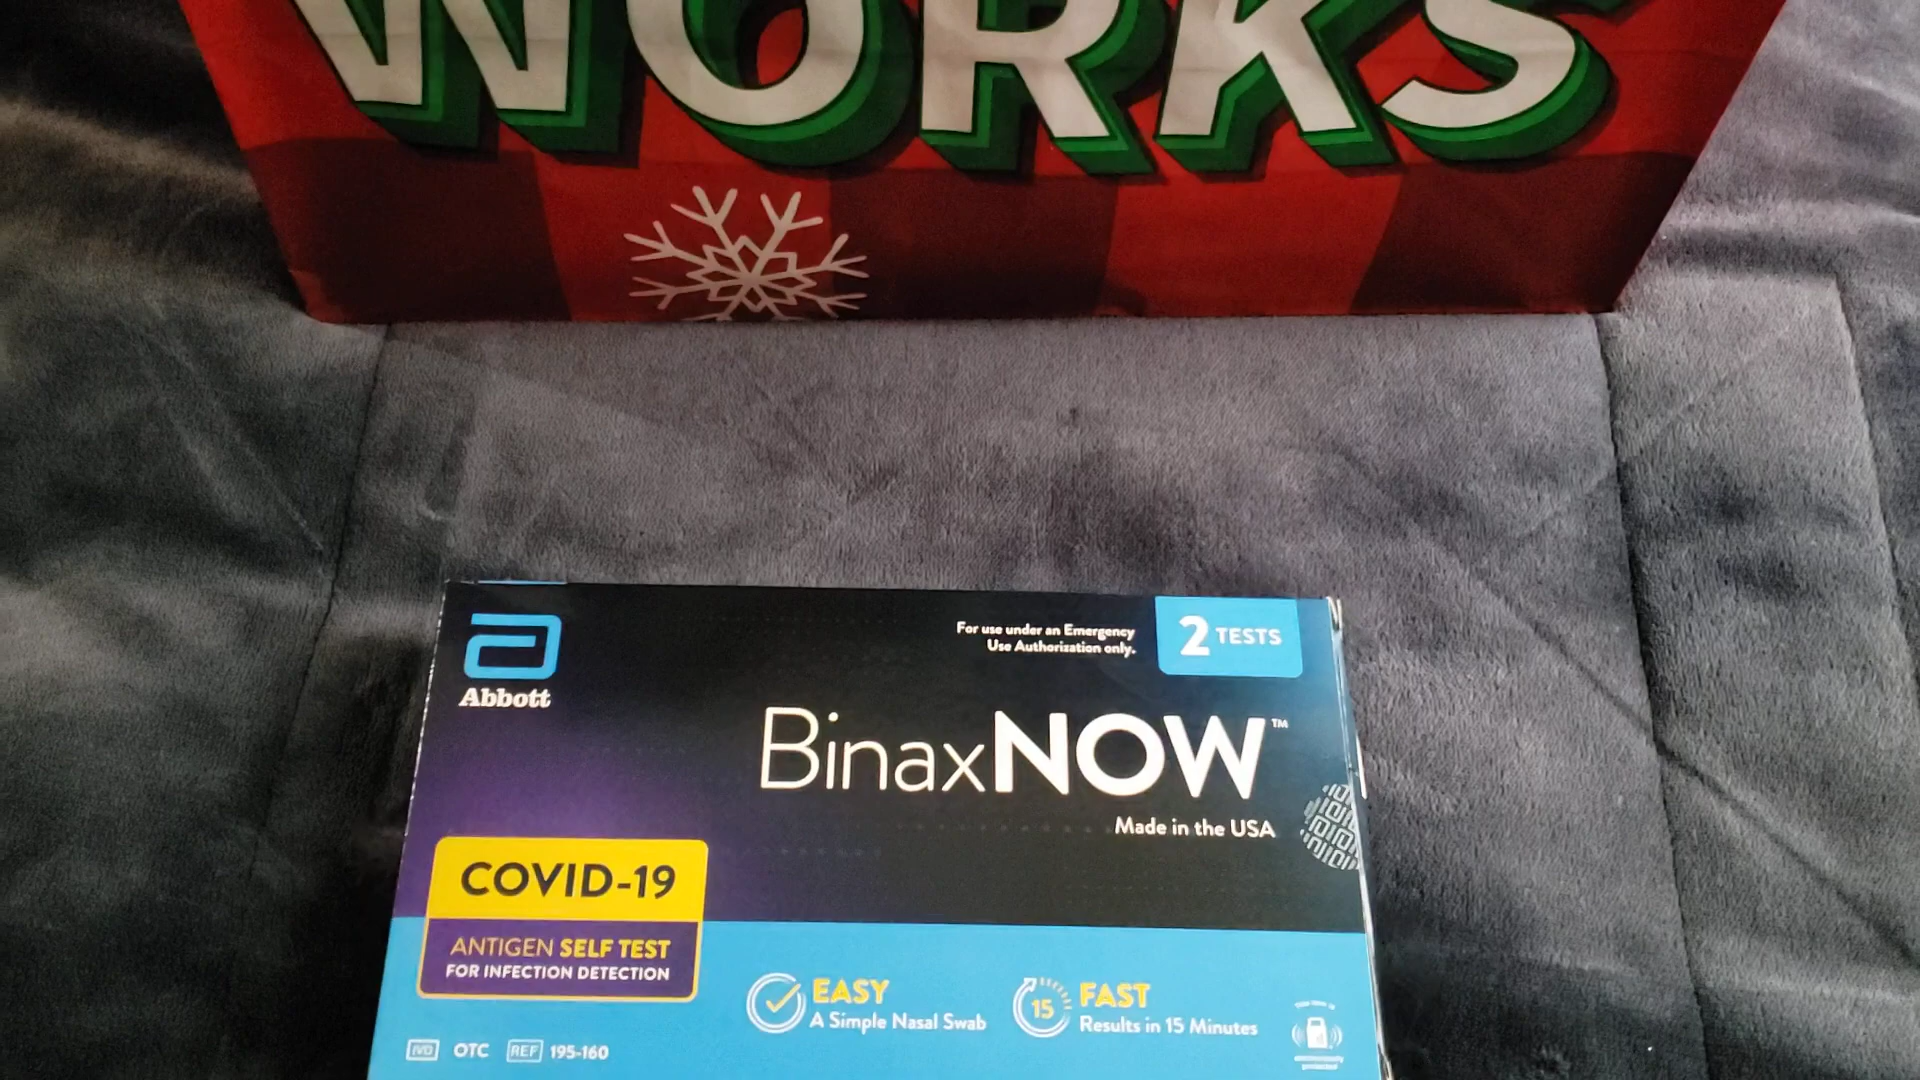 WORKS
Abbott
For use under an Emergency
Use Authorization only.
2 TESTS
BinaxNOW™
Made in the USA
COVID-19
ANTIGEN SELF TEST
FOR INFECTION DETECTION
EASY
A Simple Nasal Swab
15
FAST
Results in 15 Minutes
IVD OTC REF 195-160